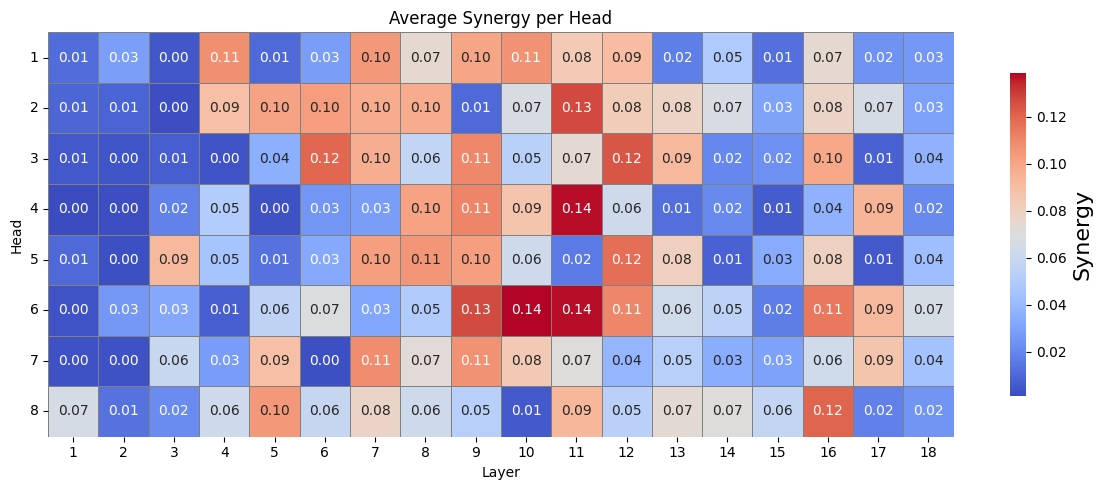 Average Synergy per Head
1 0.01 0.03 0.00 0.11 0.01 0.03 0.10 0.07 0.10 0.11 0.08 0.09 0.02 0.05 0.01 0.07 0.02 0.03
2 0.01 0.01 0.00 0.09 0.10 0.10 0.10 0.10 0.01 0.07 0.13 0.08 0.08 0.07 0.03 0.08 0.07 0.03
3 0.01 0.00 0.01 0.00 0.04 0.12 0.10 0.06 0.11 0.05 0.07 0.12 0.09 0.02 0.02 0.10 0.01 0.04
4 0.00 0.00 0.02 0.05 0.00 0.03 0.03 0.10 0.11 0.09 0.14 0.06 0.01 0.02 0.01 0.04 0.09 0.02
5 0.01 0.00 0.09 0.05 0.01 0.03 0.10 0.11 0.10 0.06 0.02 0.12 0.08 0.01 0.03 0.08 0.01 0.04
6 0.00 0.03 0.03 0.01 0.06 0.07 0.03 0.05 0.13 0.14 0.14 0.11 0.06 0.05 0.02 0.11 0.09 0.07
7 0.00 0.00 0.06 0.03 0.09 0.00 0.11 0.07 0.11 0.08 0.07 0.04 0.05 0.03 0.03 0.06 0.09 0.04
8 0.07 0.01 0.02 0.06 0.10 0.06 0.08 0.06 0.05 0.01 0.09 0.05 0.07 0.07 0.06 0.12 0.02 0.02
1 2 3 4 5 6 7 8 9 10 11 12 13 14 15 16 17 18
Layer
Head
0.12
0.10
0.08
0.06
0.04
0.02
Synergy